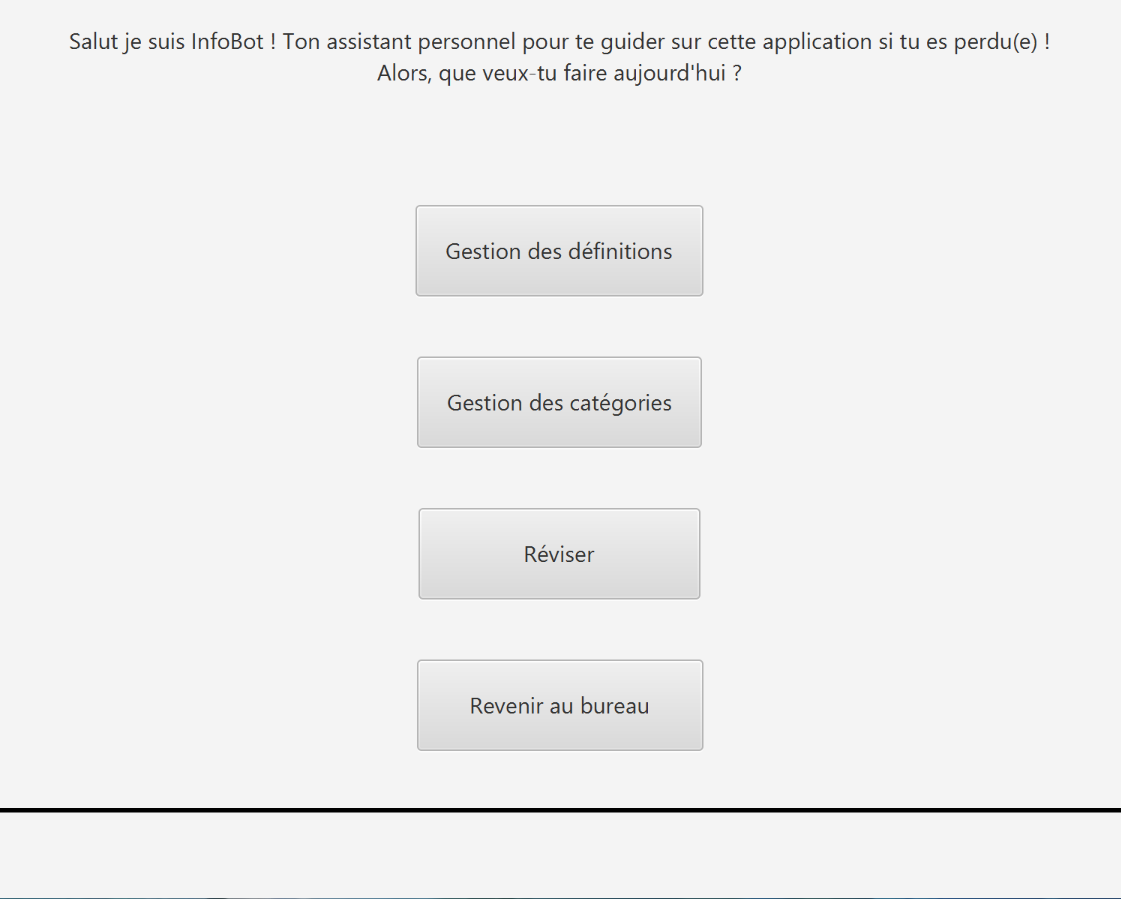 Salut je suis InfoBot ! Ton assistant personnel pour te guider sur cette application si tu es perdu(e) !
Alors, que veux-tu faire aujourd'hui ?
Gestion des définitions
Gestion des catégories
Réviser
Revenir au bureau